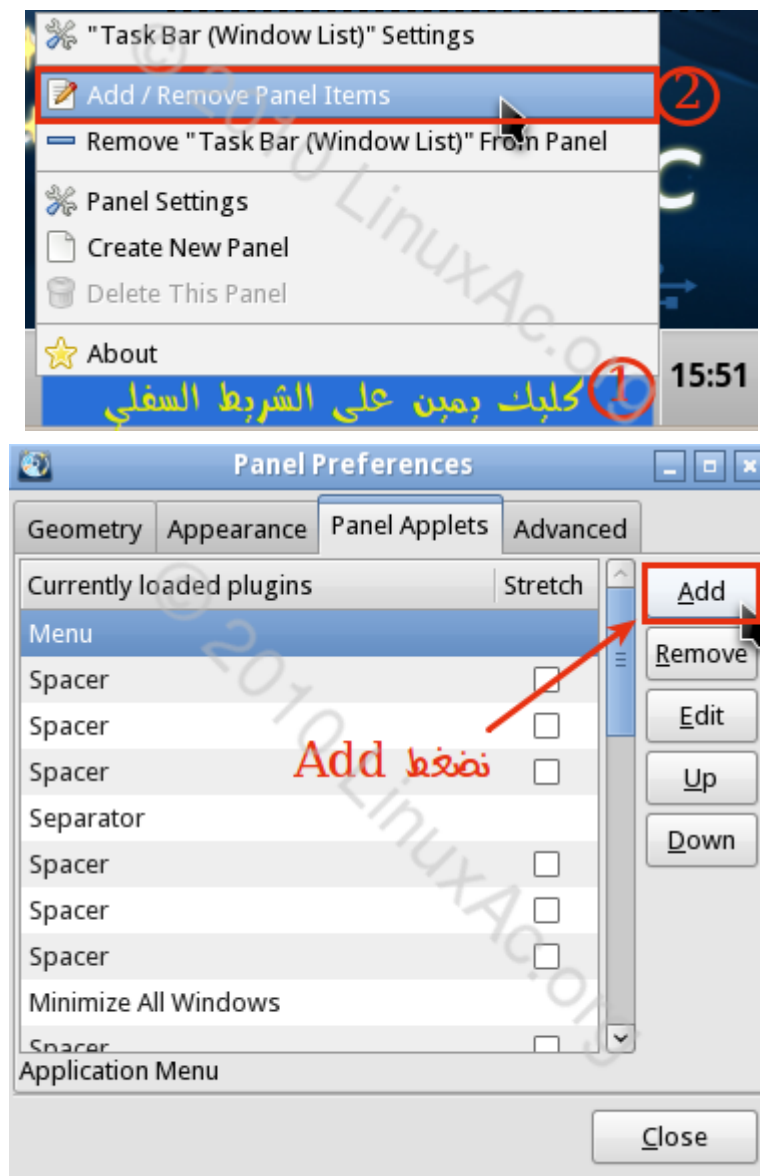 "Task Bar (Window List)" Settings
Add / Remove Panel Items
2
Remove "Task Bar (Window List)" From Panel
C
Panel Settings
Create New Panel
Delete This Panel
About
15:51
1
كليك يمين على الشريط السفلي
© 2010 LinuxAc.org
Panel Preferences
Geometry Appearance Panel Applets Advanced
Currently loaded plugins Stretch
Add
Menu
Remove
Spacer
Spacer
Edit
Spacer
نضغط Add
Up
Separator
Down
Spacer
Spacer
Spacer
Minimize All Windows
Spacer
Application Menu
© 2010 LinuxAc.org
Close